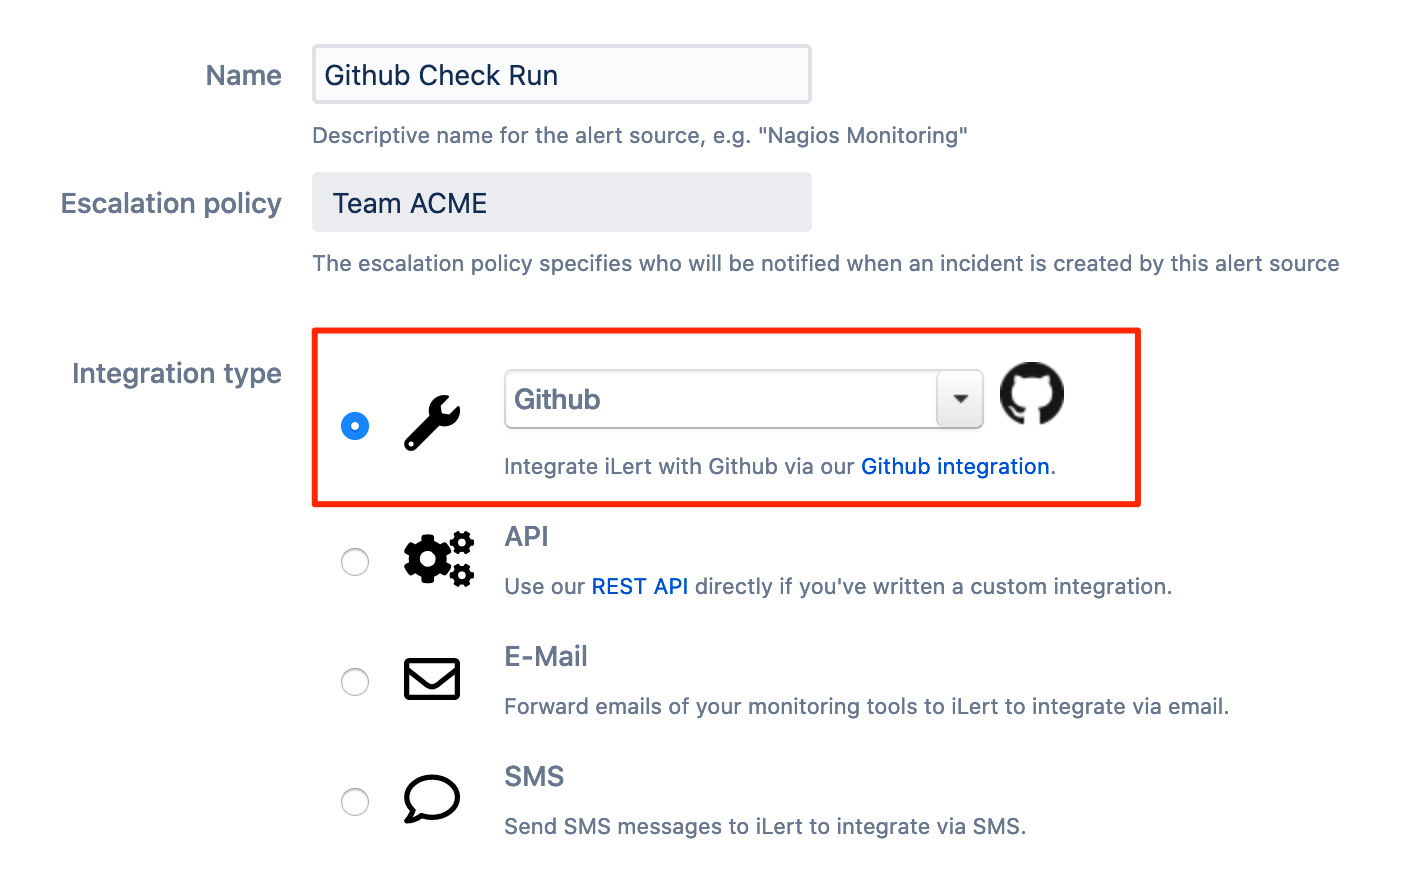 Name
Github Check Run
Descriptive name for the alert source, e.g. "Nagios Monitoring"
Escalation policy
Team ACME
The escalation policy specifies who will be notified when an incident is created by this alert source
Integration type
Github
Integrate iLert with Github via our Github integration.
API
Use our REST API directly if you've written a custom integration.
E-Mail
Forward emails of your monitoring tools to iLert to integrate via email.
SMS
Send SMS messages to iLert to integrate via SMS.